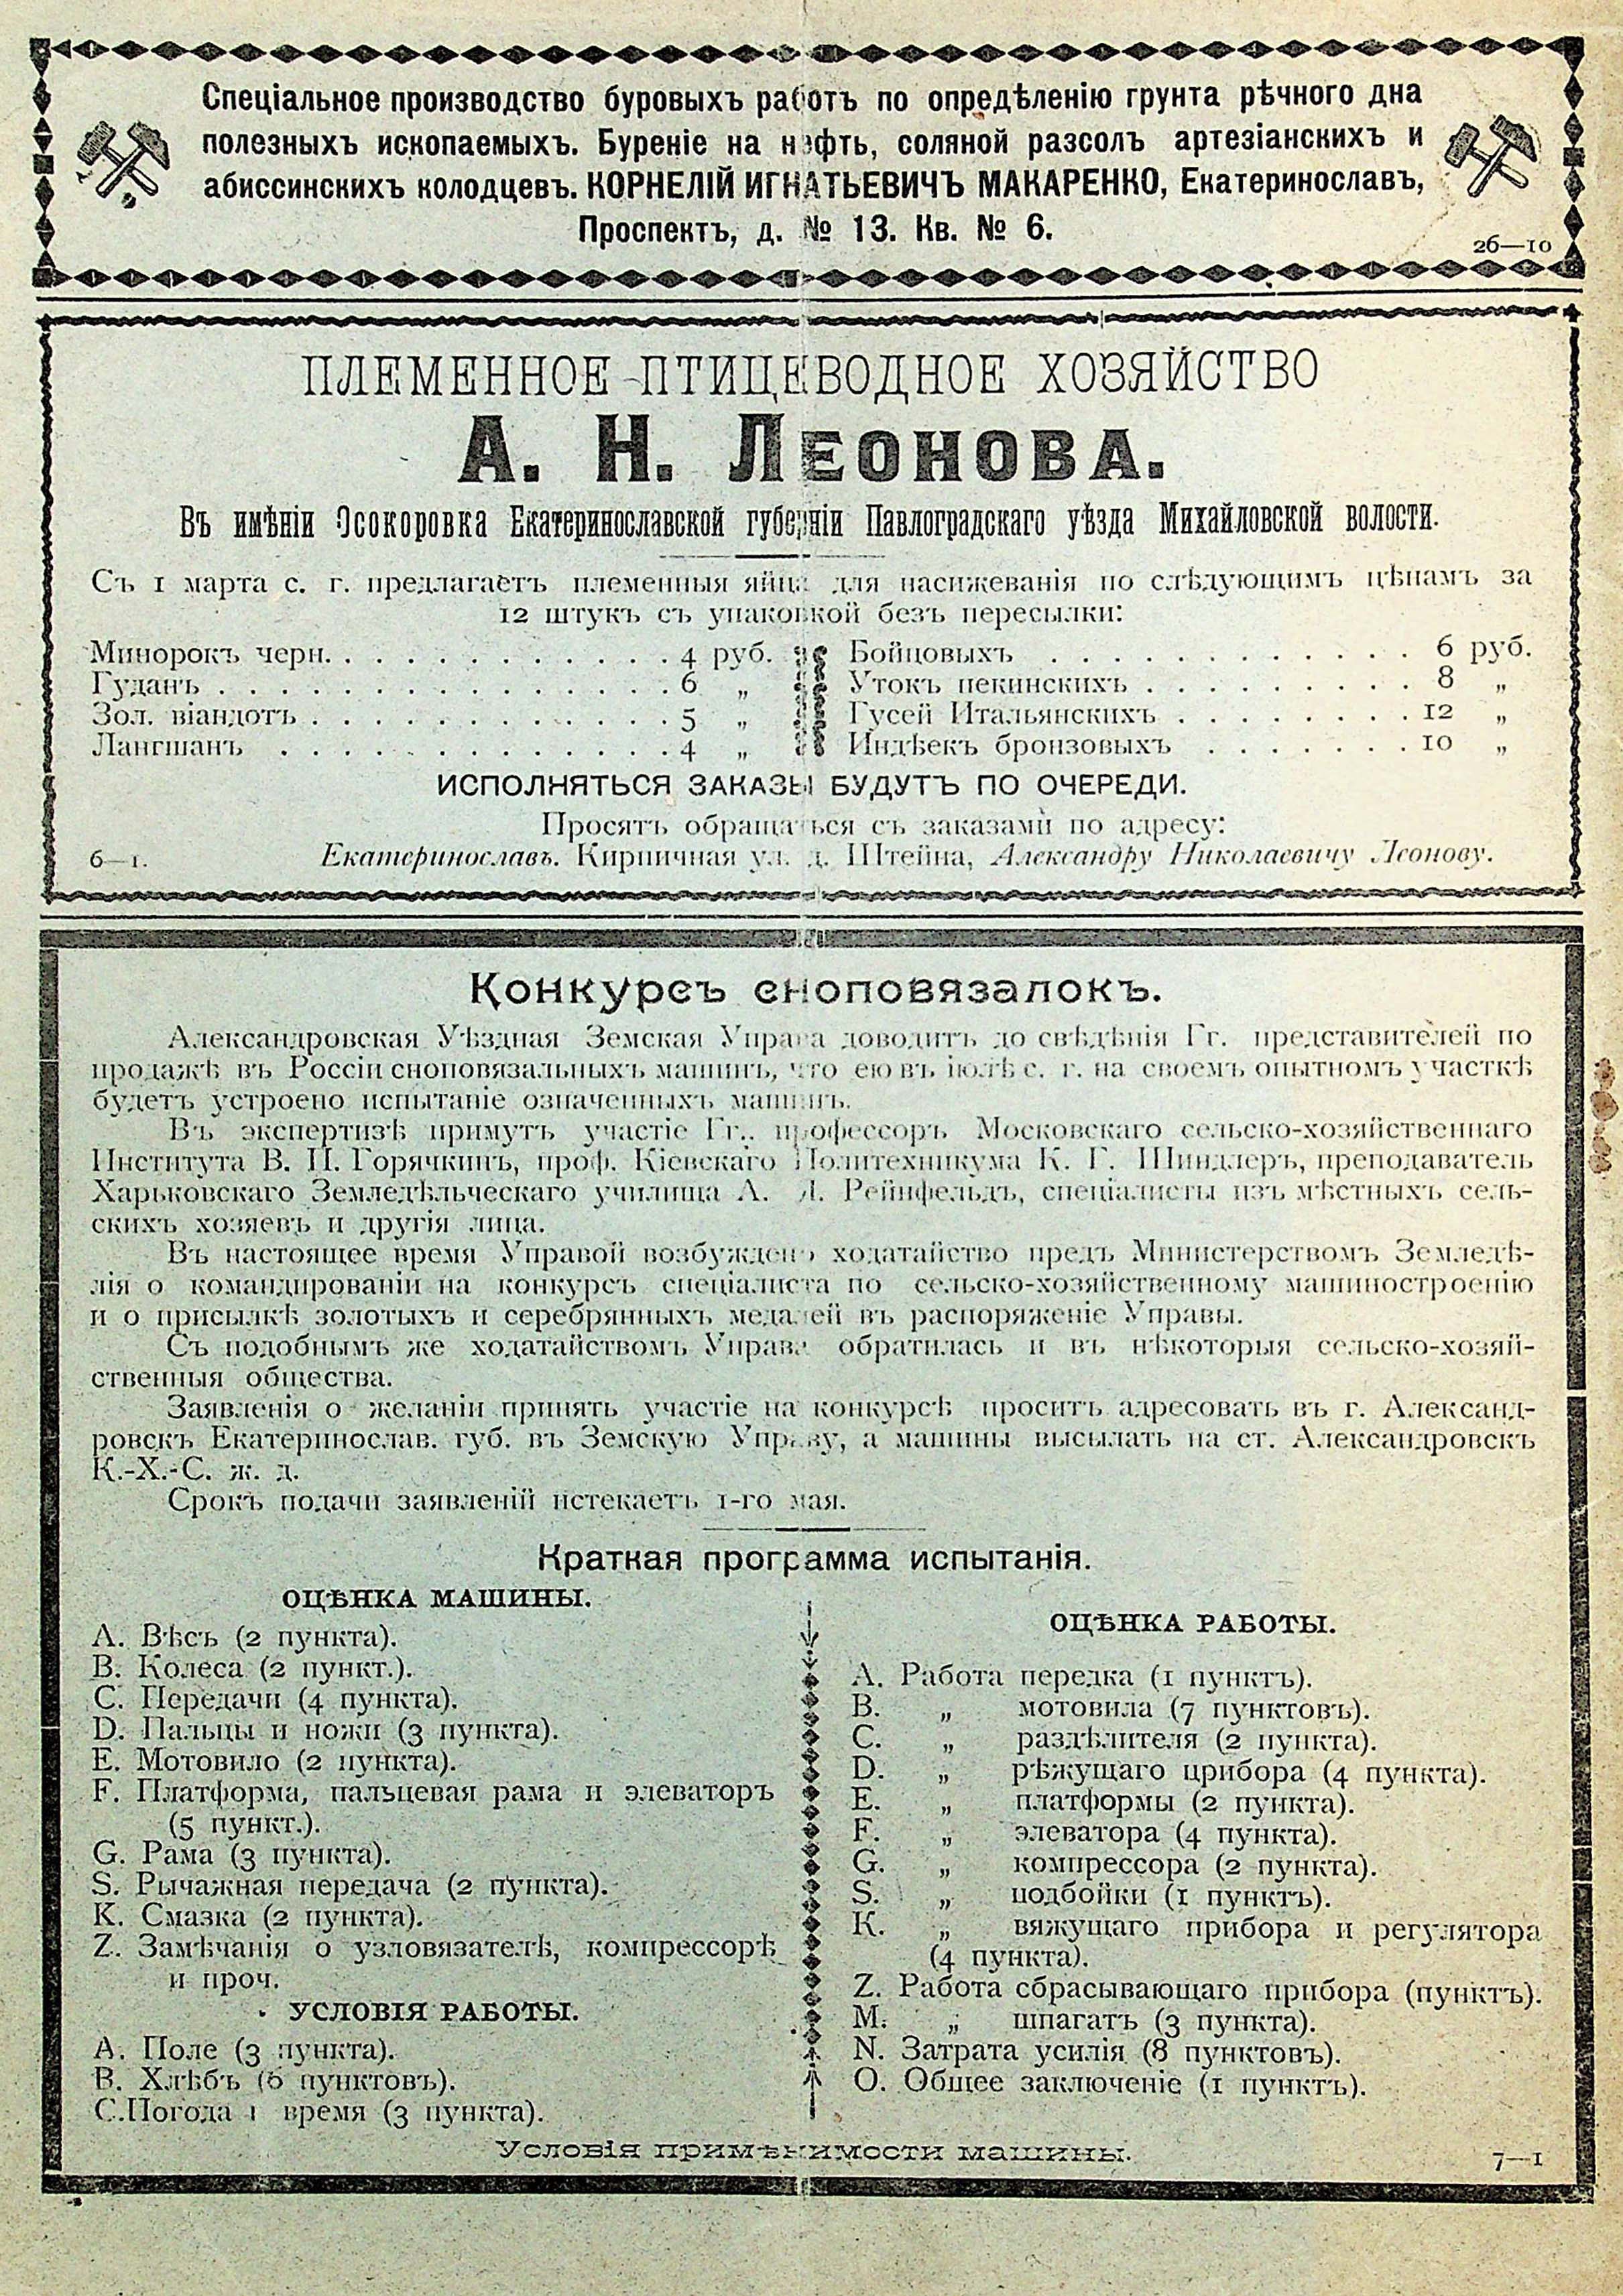 Спеціальное производство буровыхъ работъ по опредѣленію грунта рѣчного дна
полезныхъ ископаемыхъ. Буреніе на нефть, соляной разсолъ артезіанскихъ и
абиссинскихъ колодцевъ. КОРНЕЛІЙ ИГНАТЬЕВИЧЪ МАКАРЕНКО, Екатеринославъ,
Проспектъ, д. № 13. Кв. № 6.
26—10
ПЛЕМЕННОЕ ПТИЦЕВОДНОЕ ХОЗЯЙСТВО
А. Н. Леонова.
Въ имѣніи Осокоровка Екатеринославской губерніи Павлоградскаго уѣзда Михайловской волости.
Съ 1 марта с. г. предлагаетъ племенныя яйца для насиживанія по слѣдующимъ цѣнамъ за
12 штукъ съ упаковкой безъ пересылки:
Минорокъ черн. . . . . . . . . . . . . 4 руб.
Гуданъ . . . . . . . . . . . . . . . . 6 „
Зол. віандотъ . . . . . . . . . . . . . 5 „
Лангшанъ . . . . . . . . . . . . . 4 „
Бойцовыхъ . . . . . . . . . . . . 6 руб.
Утокъ пекинскихъ . . . . . . . . . 8 „
Гусей Итальянскихъ . . . . . . . . 12 „
Индѣекъ бронзовыхъ . . . . . . . 10 „
ИСПОЛНЯТЬСЯ ЗАКАЗЫ БУДУТЪ ПО ОЧЕРЕДИ.
Просятъ обращаться съ заказами по адресу:
6—1. Екатеринославъ. Кирпичная ул. д. Штейна, Александру Николаевичу Леонову.
Конкурсъ сноповязалокъ.
Александровская Уѣздная Земская Управа доводитъ до свѣдѣнія Гг. представителей по
продажѣ въ Россіи сноповязальныхъ машинъ, что ею въ іюлѣ с. г. на своемъ опытномъ участкѣ
будетъ устроено испытаніе означенныхъ машинъ.
Въ экспертизѣ примутъ участіе Гг.. профессоръ Московскаго сельско-хозяйственнаго
Института В. П. Горячкинъ, проф. Кіевскаго Политехникума К. Г. Шиндлеръ, преподаватель
Харьковскаго Земледѣльческаго училища А. Рейнфельдъ, спеціалисты изъ мѣстныхъ сель-
скихъ хозяевъ и другія лица.
Въ настоящее время Управой возбуждено ходатайство предъ Министерствомъ Земледѣ-
лія о командированіи на конкурсъ спеціалиста по сельско-хозяйственному машиностроенію
и о присылкѣ золотыхъ и серебрянныхъ медалей въ распоряженіе Управы.
Съ подобнымъ же ходатайствомъ Управа обратилась и въ нѣкоторыя сельско-хозяй-
ственныя общества.
Заявленія о желаніи принять участіе на конкурсѣ проситъ адресовать въ г. Александ-
ровскъ Екатеринослав. губ. въ Земскую Управу, а машины высылать на ст. Александровскъ
К.-Х.-С. ж. д.
Срокъ подачи заявленій истекаетъ 1-го мая.
Краткая программа испытанія.
ОЦѢНКА МАШИНЫ.
A. Вѣсъ (2 пункта).
B. Колеса (2 пункт.).
C. Передачи (4 пункта).
D. Пальцы и ножи (3 пункта).
E. Мотовило (2 пункта).
F. Платформа, пальцевая рама и элеваторъ
(5 пункт.).
G. Рама (3 пункта).
S. Рычажная передача (2 пункта).
K. Смазка (2 пункта).
Z. Замѣчанія о узловязателѣ, компрессорѣ
и проч.
УСЛОВІЯ РАБОТЫ.
A. Поле (3 пункта).
B. Хлѣбъ (6 пунктовъ).
C. Погода и время (3 пункта).
ОЦѢНКА РАБОТЫ.
A. Работа передка (1 пунктъ).
B. „ мотовила (7 пунктовъ).
C. „ раздѣлителя (2 пункта).
D. „ рѣжущаго прибора (4 пункта).
E. „ платформы (2 пункта).
F. „ элеватора (4 пункта).
G. „ компрессора (2 пункта).
S. „ подбойки (1 пунктъ).
K. „ вяжущаго прибора и регулятора
(4 пункта).
Z. Работа сбрасывающаго прибора (пунктъ).
M. „ шпагатъ (3 пункта).
N. Затрата усилія (8 пунктовъ).
O. Общее заключеніе (1 пунктъ).
Условія примѣнимости машины.
7—1